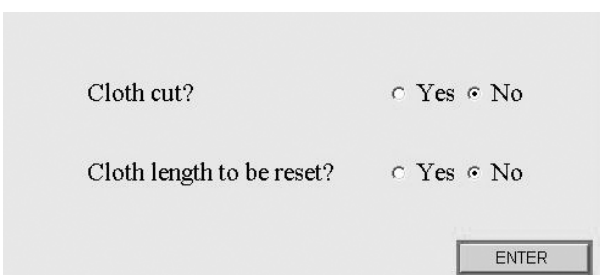 Cloth cut? Yes No
Cloth length to be reset? Yes No
ENTER